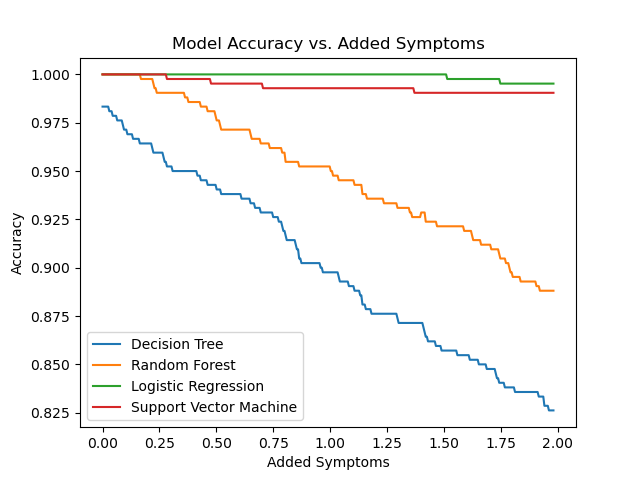 Model Accuracy vs. Added Symptoms
1.000
0.975
0.950
0.925
0.900
0.875
0.850
0.825
Accuracy
Decision Tree
Random Forest
Logistic Regression
Support Vector Machine
0.00 0.25 0.50 0.75 1.00 1.25 1.50 1.75 2.00
Added Symptoms